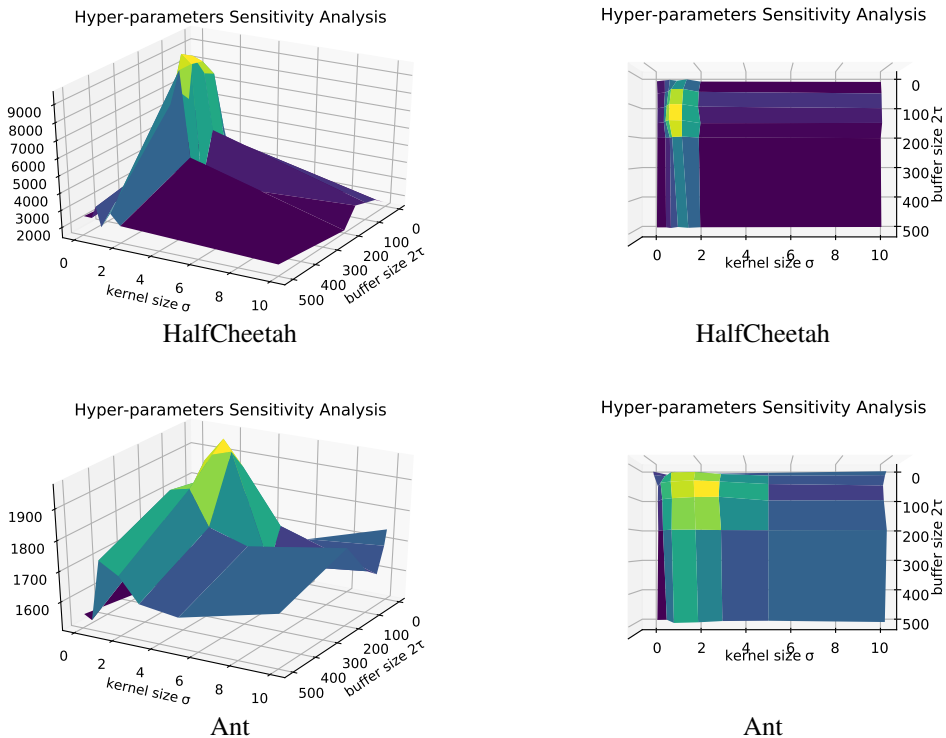 Hyper-parameters Sensitivity Analysis
9000
8000
7000
6000
5000
4000
3000
2000
0
2
4
6
8
10
kernel size σ
0
100
200
300
400
500
buffer size 2τ
HalfCheetah
Hyper-parameters Sensitivity Analysis
0
100
200
300
400
500
buffer size 2τ
0 2 4 6 8 10
kernel size σ
HalfCheetah
Hyper-parameters Sensitivity Analysis
1900
1800
1700
1600
0
2
4
6
8
10
kernel size σ
0
100
200
300
400
500
buffer size 2τ
Ant
Hyper-parameters Sensitivity Analysis
0
100
200
300
400
500
buffer size 2τ
0 2 4 6 8 10
kernel size σ
Ant